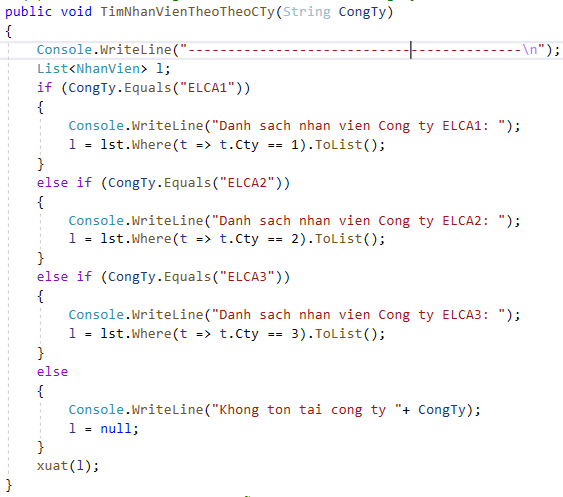 public void TimNhanVienTheoTheoCTy(String CongTy)
{
Console.WriteLine("------------------------------------------\n");
List<NhanVien> l;
if (CongTy.Equals("ELCA1"))
{
Console.WriteLine("Danh sach nhan vien Cong ty ELCA1: ");
l = lst.Where(t => t.Cty == 1).ToList();
}
else if (CongTy.Equals("ELCA2"))
{
Console.WriteLine("Danh sach nhan vien Cong ty ELCA2: ");
l = lst.Where(t => t.Cty == 2).ToList();
}
else if (CongTy.Equals("ELCA3"))
{
Console.WriteLine("Danh sach nhan vien Cong ty ELCA3: ");
l = lst.Where(t => t.Cty == 3).ToList();
}
else
{
Console.WriteLine("Khong ton tai cong ty "+ CongTy);
l = null;
}
xuat(l);
}